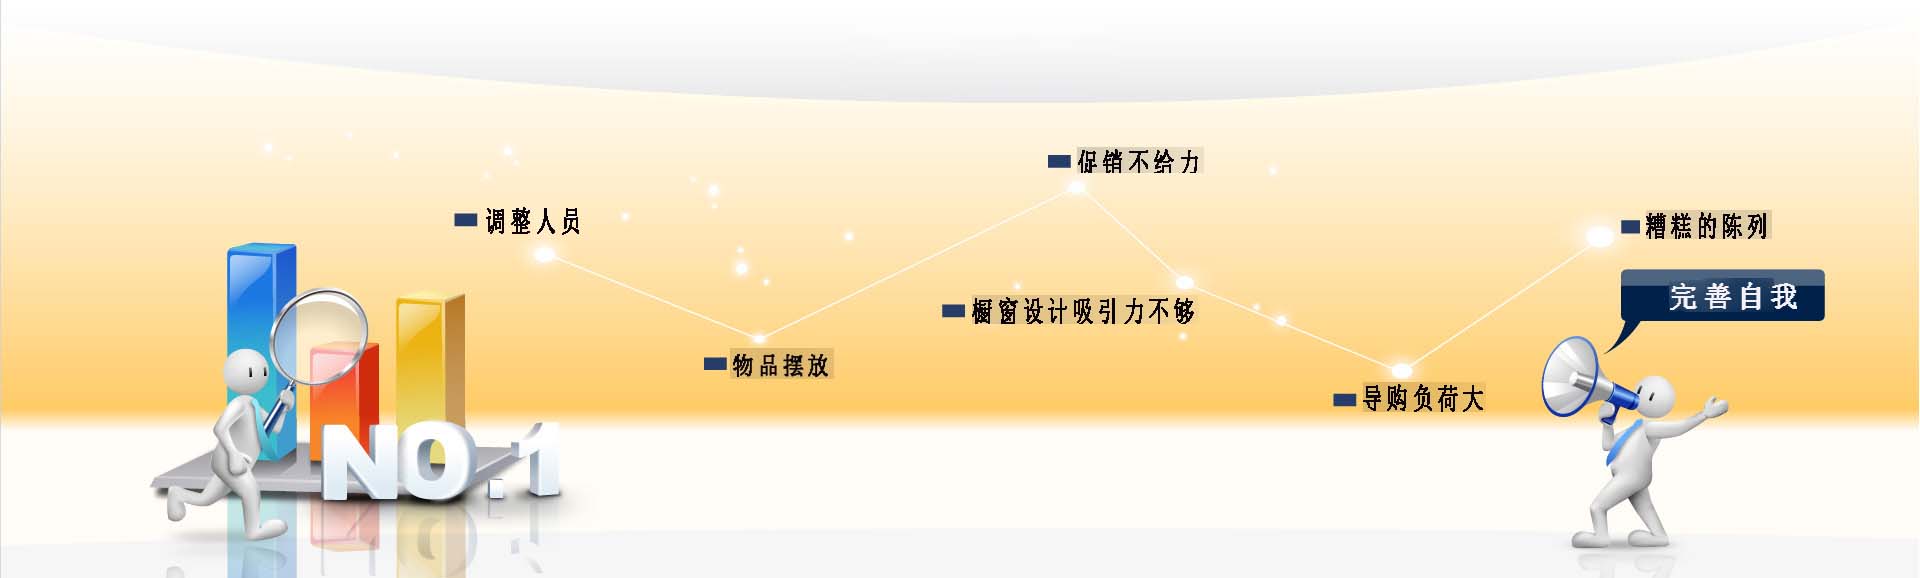 促销不给力
调整人员
糟糕的陈列
完善自我
橱窗设计吸引力不够
物品摆放
导购负荷大
NO.1